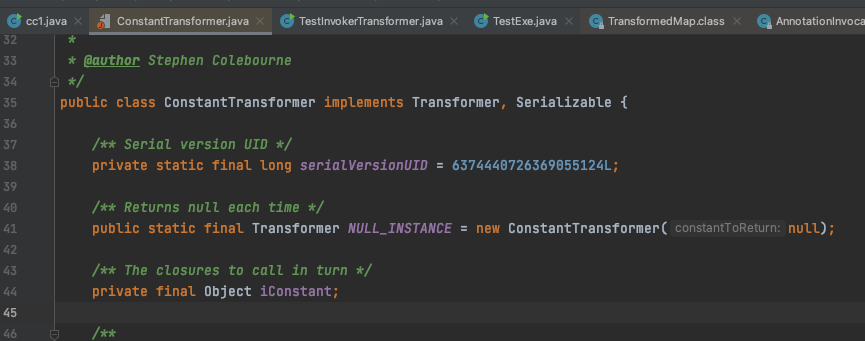 cc1.java × ConstantTransformer.java × TestInvokerTransformer.java × TestExe.java × TransformedMap.class × AnnotationInvoca
32 *
33 * @author Stephen Colebourne
34 */
35 public class ConstantTransformer implements Transformer, Serializable {
36
37 /** Serial version UID */
38 private static final long serialVersionUID = 6374440726369055124L;
39
40 /** Returns null each time */
41 public static final Transformer NULL_INSTANCE = new ConstantTransformer( constantToReturn: null);
42
43 /** The closures to call in turn */
44 private final Object iConstant;
45
46 /**